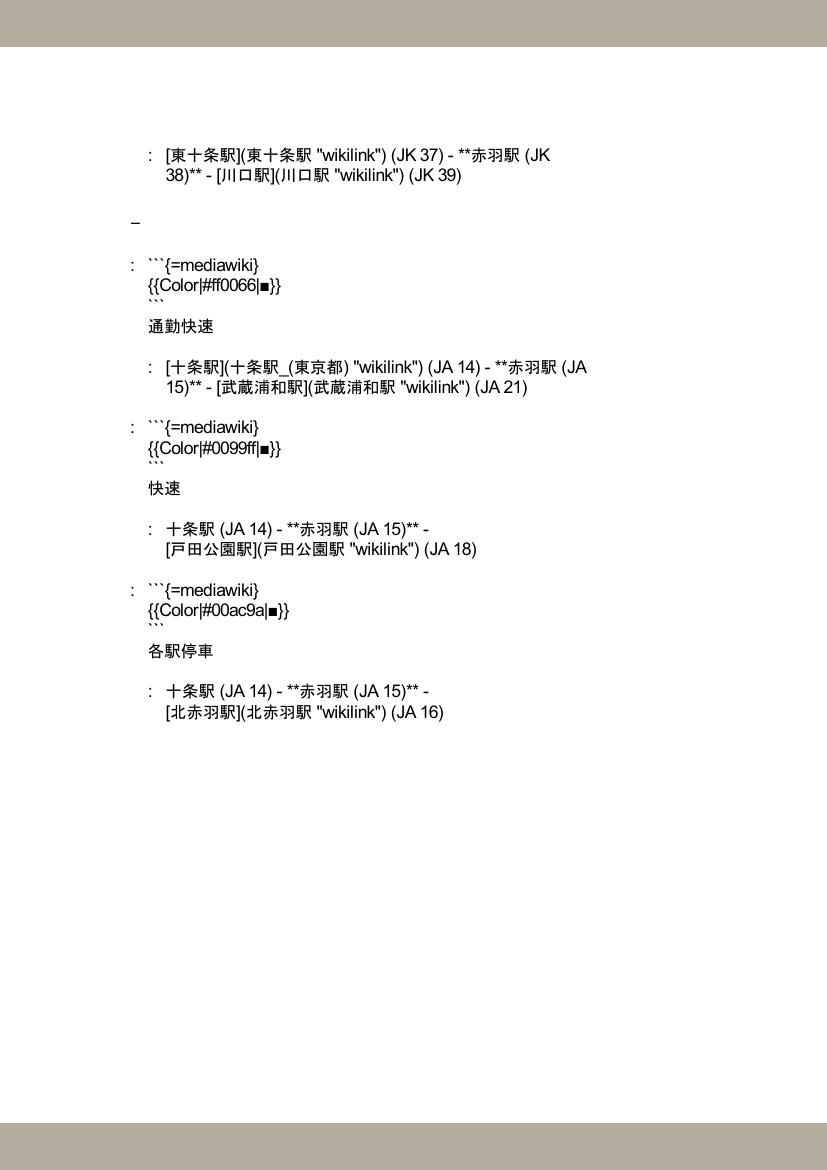 : [東十条駅](東十条駅 "wikilink") (JK 37) - **赤羽駅 (JK
38)** - [川口駅](川口駅 "wikilink") (JK 39)
–
: ```{=mediawiki}
{{Color|#ff0066|■}}
```
通勤快速
: [十条駅](十条駅_(東京都) "wikilink") (JA 14) - **赤羽駅 (JA
15)** - [武蔵浦和駅](武蔵浦和駅 "wikilink") (JA 21)
: ```{=mediawiki}
{{Color|#0099ff|■}}
```
快速
: 十条駅 (JA 14) - **赤羽駅 (JA 15)** -
[戸田公園駅](戸田公園駅 "wikilink") (JA 18)
: ```{=mediawiki}
{{Color|#00ac9a|■}}
```
各駅停車
: 十条駅 (JA 14) - **赤羽駅 (JA 15)** -
[北赤羽駅](北赤羽駅 "wikilink") (JA 16)